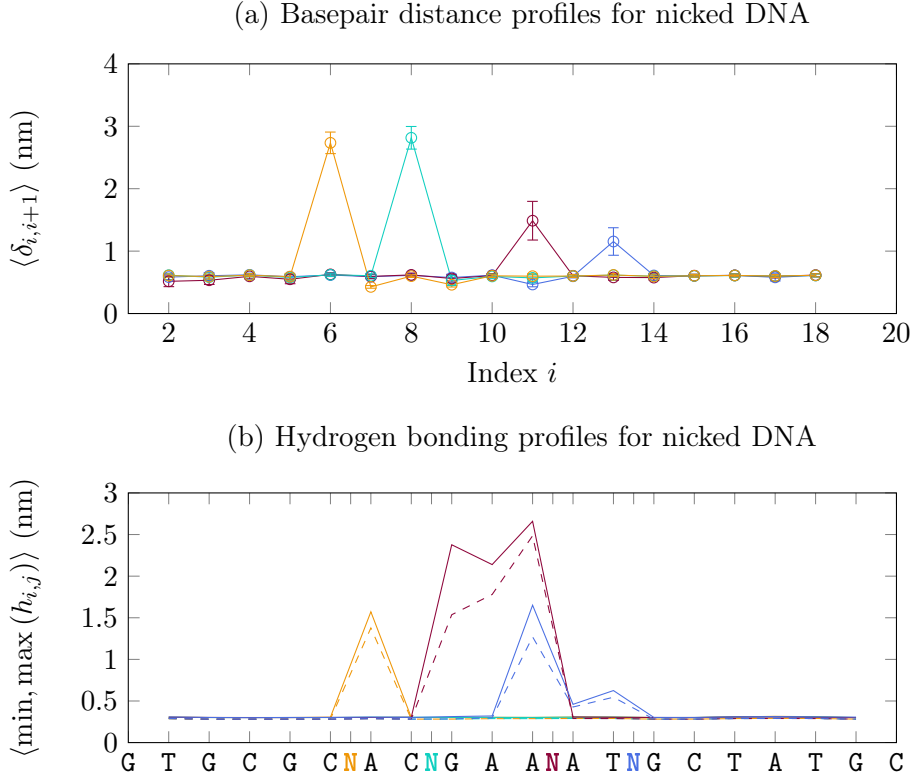 (a) Basepair distance profiles for nicked DNA
4
3
2
1
0
⟨δi,i+1⟩ (nm)
2 4 6 8 10 12 14 16 18 20
Index i
(b) Hydrogen bonding profiles for nicked DNA
3
2.5
2
1.5
1
0.5
0
⟨min, max (hi,j)⟩ (nm)
G T G C G C N A C N G A A N A T N G C T A T G C